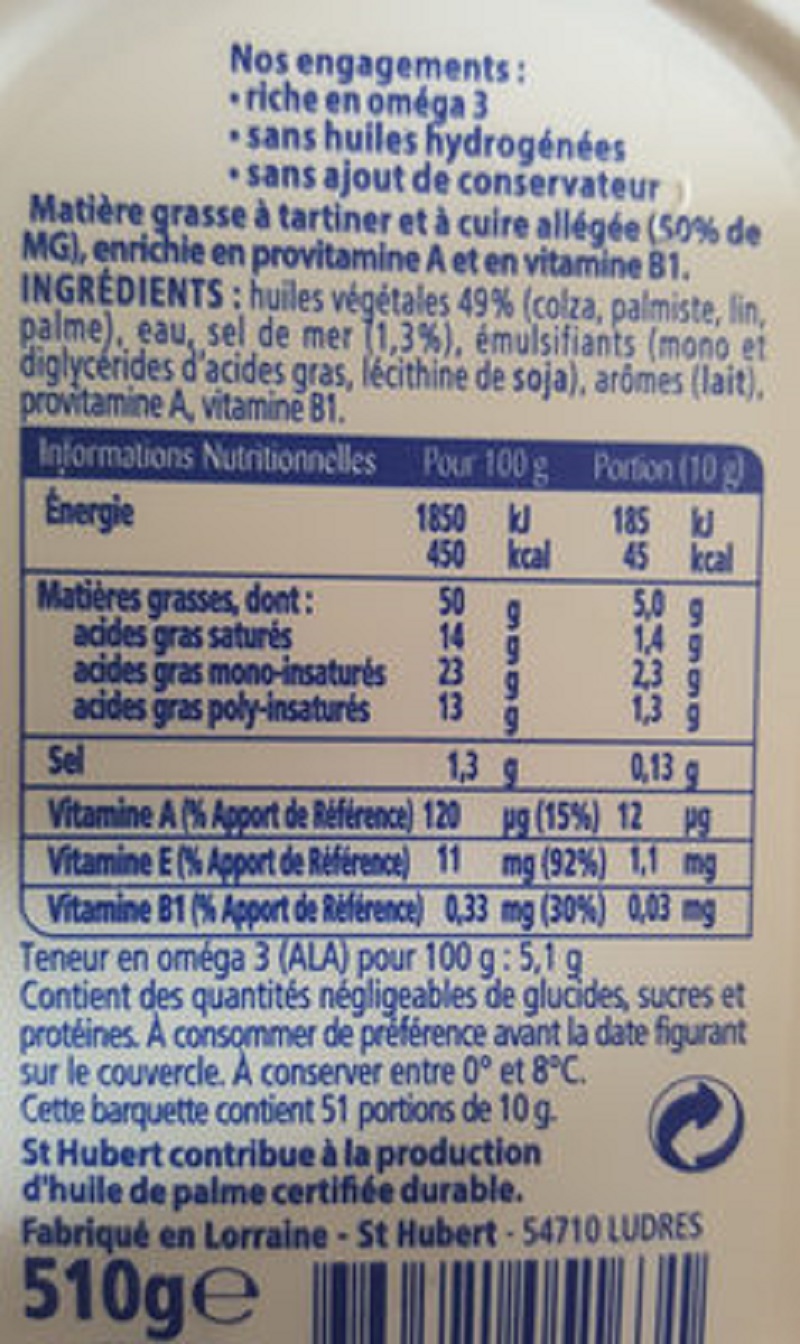 Nos engagements :
• riche en oméga 3
• sans huiles hydrogénées
• sans ajout de conservateur
Matière grasse à tartiner et à cuire allégée (50% de
MG), enrichie en provitamine A et en vitamine B1.
INGRÉDIENTS : huiles végétales 49% (colza, palmiste, lin,
palme), eau, sel de mer (1,3%), émulsifiants (mono et
diglycérides d'acides gras, lécithine de soja), arômes (lait),
provitamine A, vitamine B1.
Informations Nutritionnelles Pour 100 g Portion (10 g)
Énergie 1850 kJ 185 kJ
450 kcal 45 kcal
Matières grasses, dont : 50 g 5,0 g
acides gras saturés 14 g 1,4 g
acides gras mono-insaturés 23 g 2,3 g
acides gras poly-insaturés 13 g 1,3 g
Sel 1,3 g 0,13 g
Vitamine A (% Apport de Référence) 120 µg (15%) 12 µg
Vitamine E (% Apport de Référence) 11 mg (92%) 1,1 mg
Vitamine B1 (% Apport de Référence) 0,33 mg (30%) 0,03 mg
Teneur en oméga 3 (ALA) pour 100 g : 5,1 g
Contient des quantités négligeables de glucides, sucres et
protéines. À consommer de préférence avant la date figurant
sur le couvercle. À conserver entre 0° et 8°C.
Cette barquette contient 51 portions de 10 g.
St Hubert contribue à la production
d'huile de palme certifiée durable.
Fabriqué en Lorraine - St Hubert - 54710 LUDRES
510g e